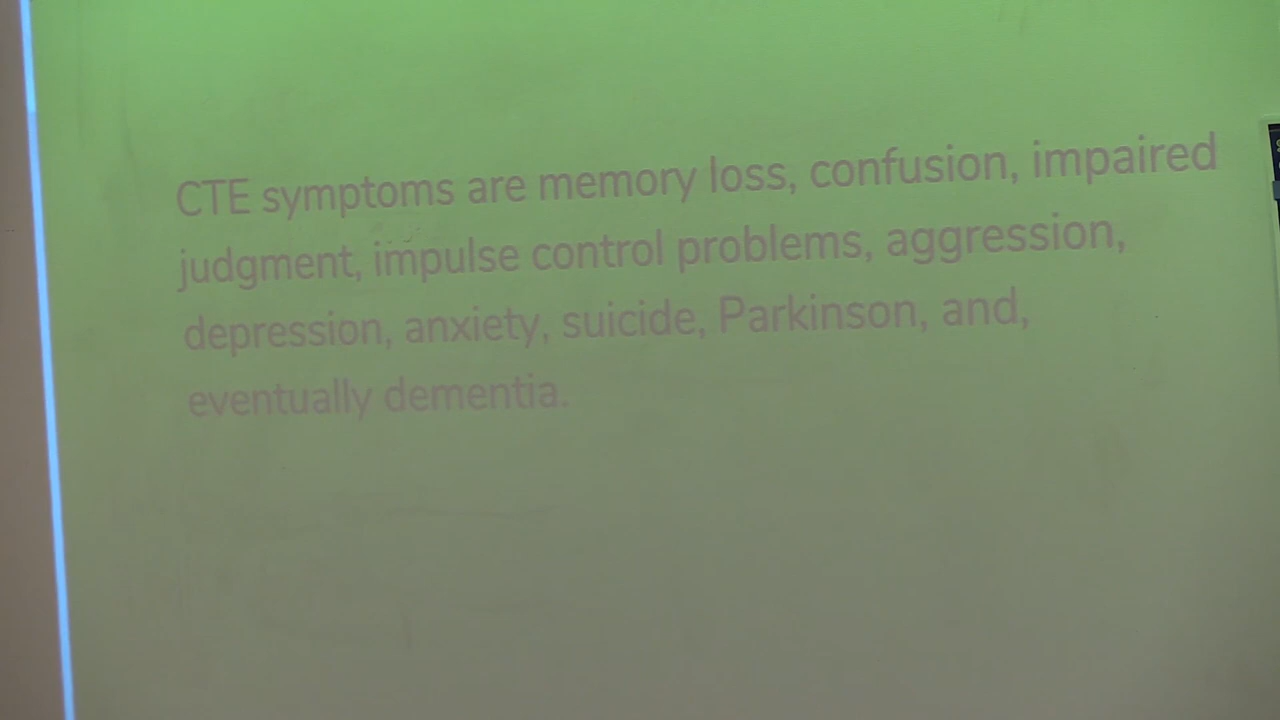 CTE symptoms are memory loss, confusion, impaired
judgment, impulse control problems, aggression,
depression, anxiety, suicide, Parkinson, and,
eventually dementia.